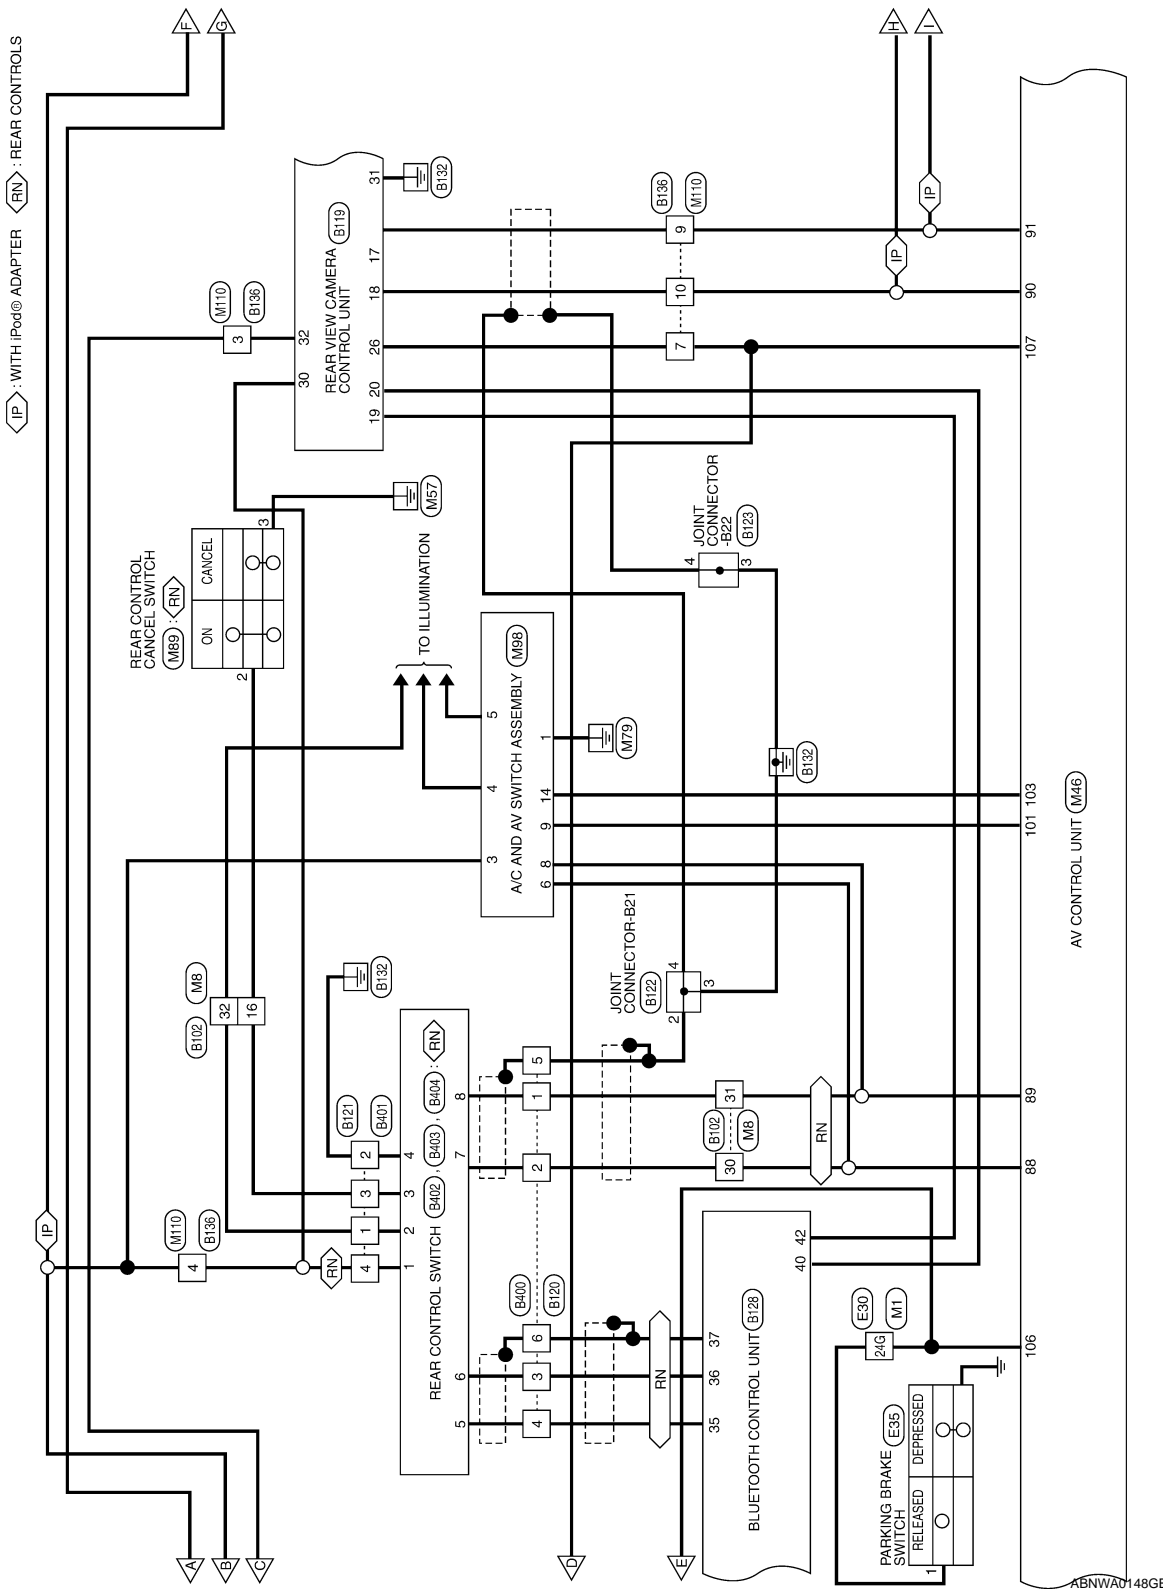 IP : WITH iPod® ADAPTER RN : REAR CONTROLS
A
B
C
D
E
F
G
H
I
IP
4
M110
B136
RN
32
16
B102
M8
REAR CONTROL
CANCEL SWITCH
M89 : RN
ON
CANCEL
2
3
M57
3
M110
B136
TO ILLUMINATION
4
1
3
2
B121
B401
B132
1
2
3
4
REAR CONTROL SWITCH B402 , B403 , B404 : RN
5
6
7
8
3
4
5
A/C AND AV SWITCH ASSEMBLY M98
6
8
9
14
1
M79
30
32
REAR VIEW CAMERA
CONTROL UNIT
B119
19
20
26
18
17
31
B132
4
3
6
B400
B120
2
1
5
RN
35
36
37
BLUETOOTH CONTROL UNIT B128
40
42
JOINT
CONNECTOR-B21
B122
2
4
3
B132
JOINT
CONNECTOR
-B22
B123
4
3
7
10
9
B136
M110
30
31
B102
M8
RN
IP
IP
PARKING BRAKE
SWITCH
E35
RELEASED
DEPRESSED
1
24G
E30
M1
106
88
89
101
103
107
90
91
AV CONTROL UNIT M46
ABNWA0148GE